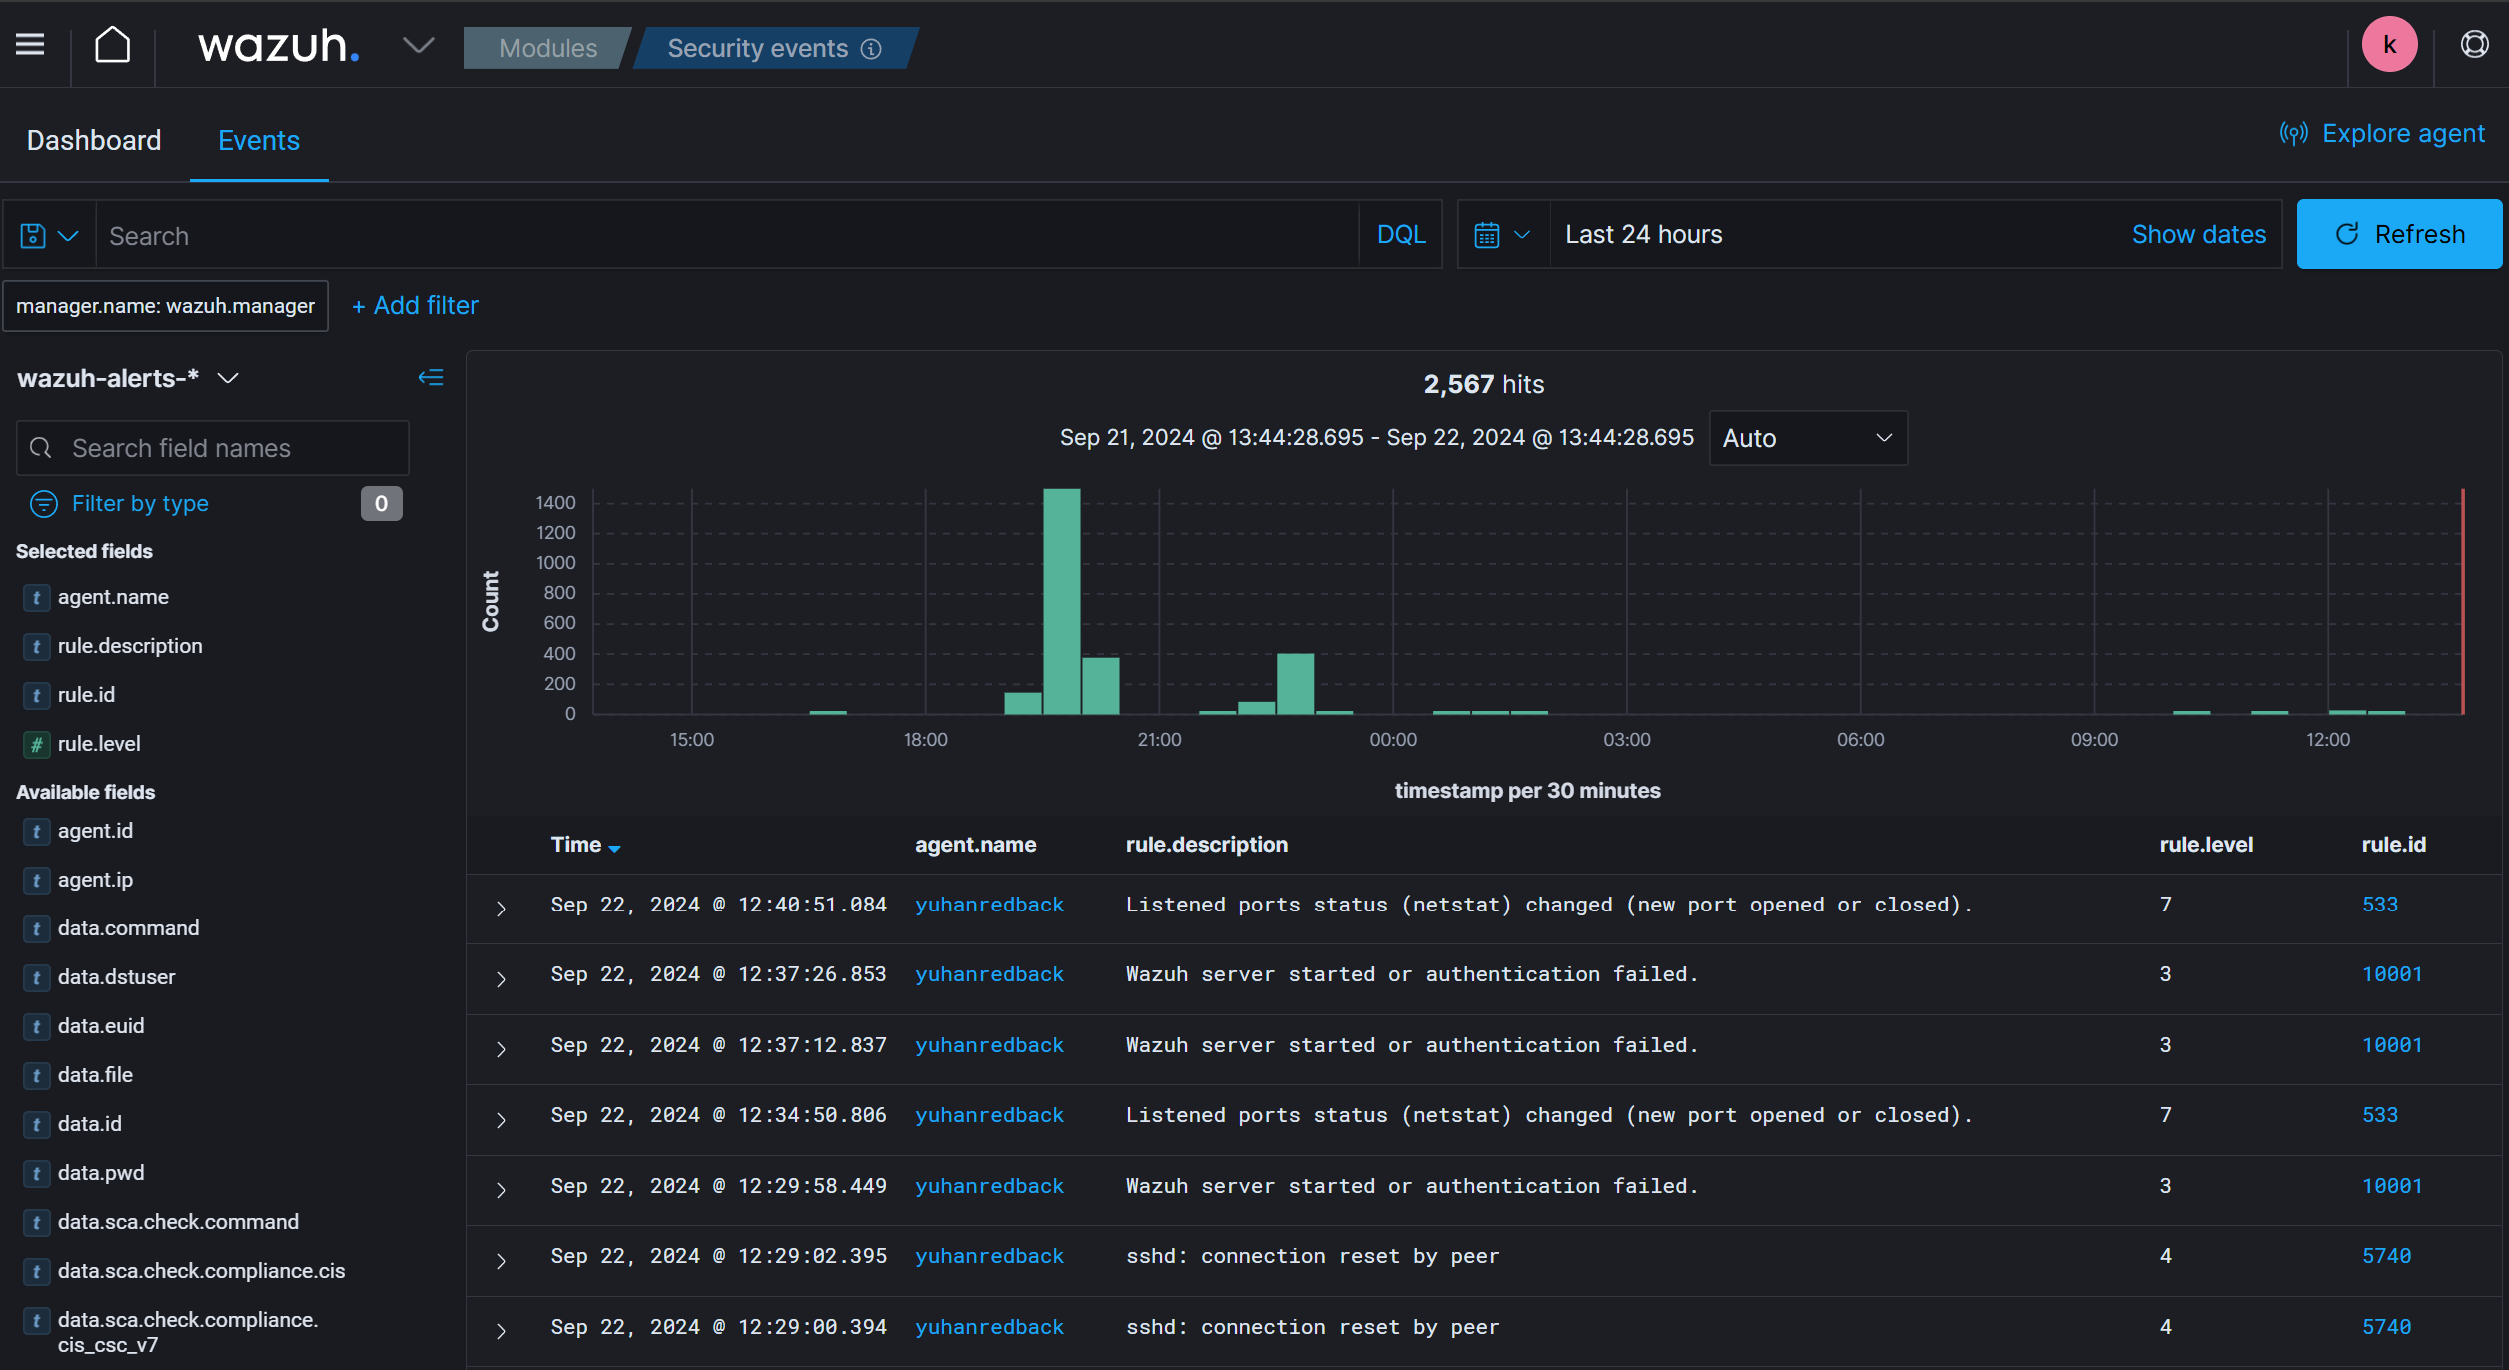 wazuh.
Modules
Security events
k
Dashboard
Events
Explore agent
Search
DQL
Last 24 hours
Show dates
Refresh
manager.name: wazuh.manager
+ Add filter
wazuh-alerts-*
Search field names
Filter by type
0
Selected fields
t agent.name
t rule.description
t rule.id
# rule.level
Available fields
t agent.id
t agent.ip
t data.command
t data.dstuser
t data.euid
t data.file
t data.id
t data.pwd
t data.sca.check.command
t data.sca.check.compliance.cis
t data.sca.check.compliance.
cis_csc_v7
2,567 hits
Sep 21, 2024 @ 13:44:28.695 - Sep 22, 2024 @ 13:44:28.695
Auto
Count
1400
1200
1000
800
600
400
200
0
15:00 18:00 21:00 00:00 03:00 06:00 09:00 12:00
timestamp per 30 minutes
Time agent.name rule.description rule.level rule.id
Sep 22, 2024 @ 12:40:51.084 yuhanredback Listened ports status (netstat) changed (new port opened or closed). 7 533
Sep 22, 2024 @ 12:37:26.853 yuhanredback Wazuh server started or authentication failed. 3 10001
Sep 22, 2024 @ 12:37:12.837 yuhanredback Wazuh server started or authentication failed. 3 10001
Sep 22, 2024 @ 12:34:50.806 yuhanredback Listened ports status (netstat) changed (new port opened or closed). 7 533
Sep 22, 2024 @ 12:29:58.449 yuhanredback Wazuh server started or authentication failed. 3 10001
Sep 22, 2024 @ 12:29:02.395 yuhanredback sshd: connection reset by peer 4 5740
Sep 22, 2024 @ 12:29:00.394 yuhanredback sshd: connection reset by peer 4 5740